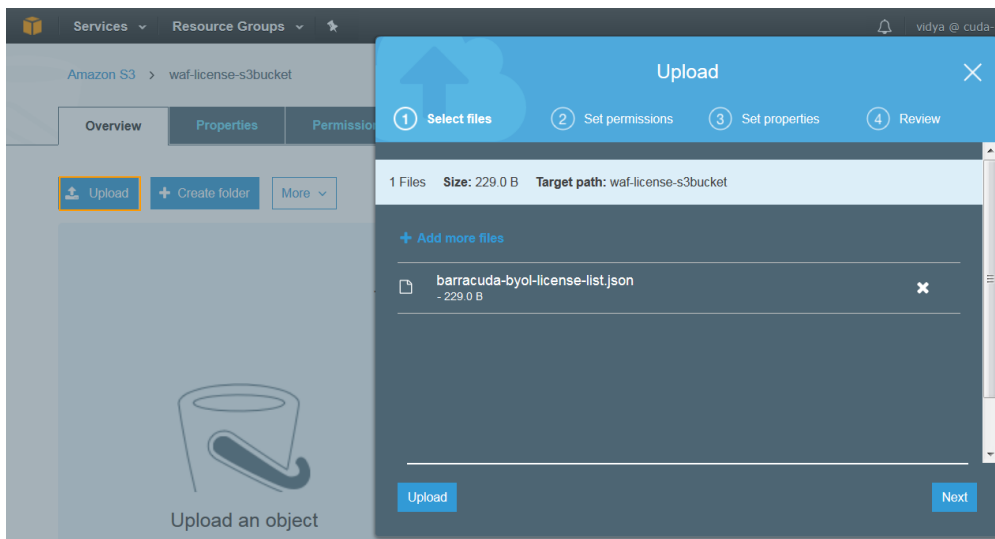 Services Resource Groups vidya @ cuda-
Amazon S3 > waf-license-s3bucket
Overview Properties Permission
Upload + Create folder More
Upload an object
Upload
1 Select files 2 Set permissions 3 Set properties 4 Review
1 Files Size: 229.0 B Target path: waf-license-s3bucket
+ Add more files
barracuda-byol-license-list.json
- 229.0 B
Upload Next